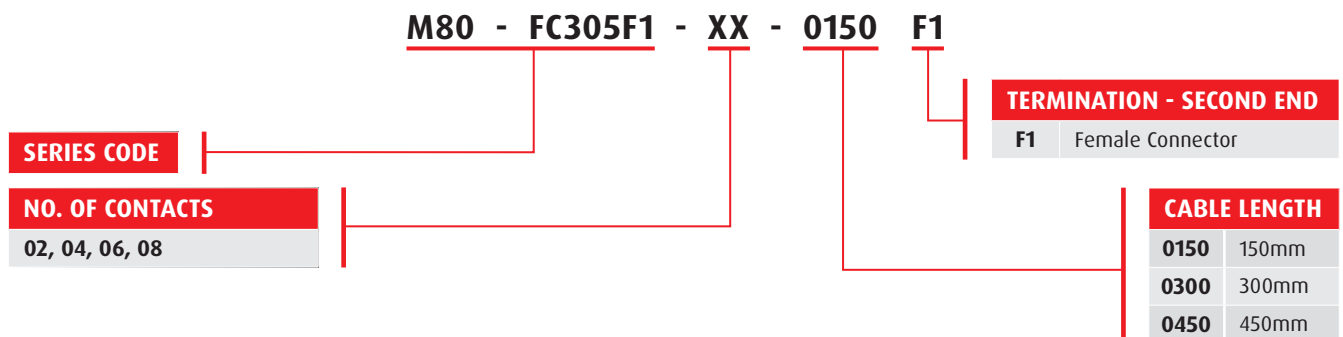 M80 - FC305F1 - XX - 0150 F1
TERMINATION - SECOND END
F1 Female Connector
SERIES CODE
NO. OF CONTACTS
02, 04, 06, 08
CABLE LENGTH
0150 150mm
0300 300mm
0450 450mm